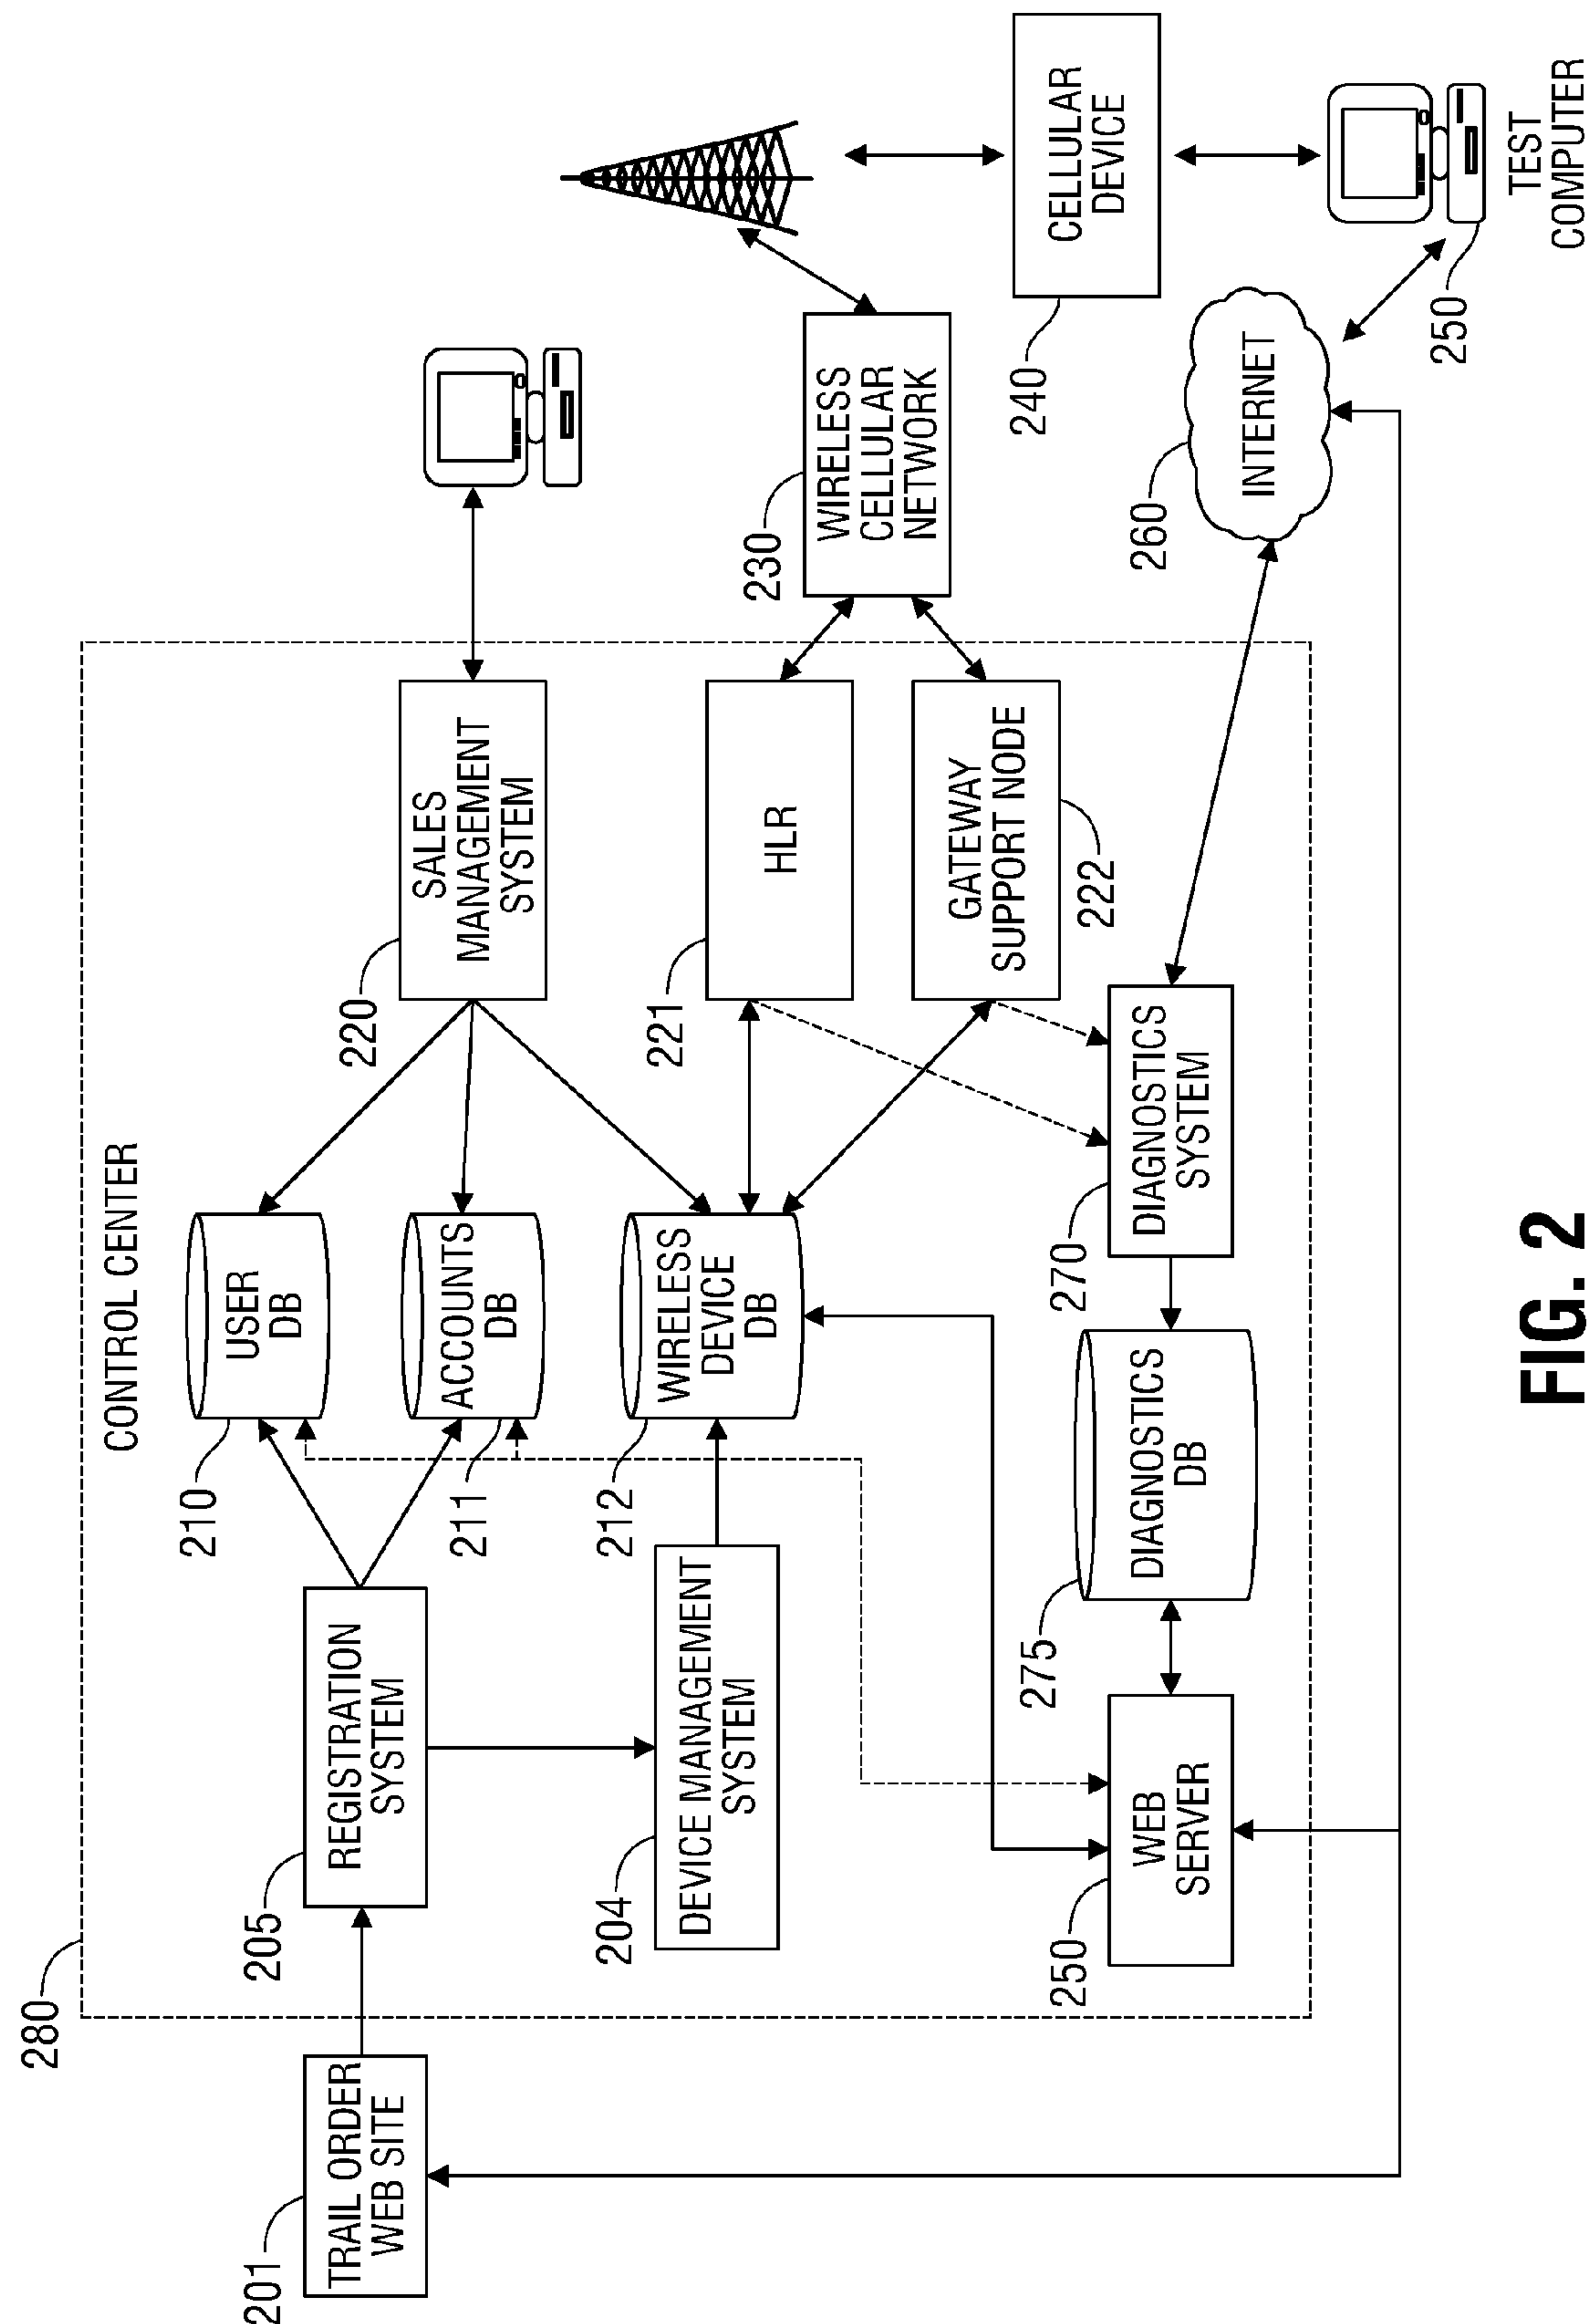 280
CONTROL CENTER
201
TRAIL ORDER
WEB SITE
205
REGISTRATION
SYSTEM
204
DEVICE MANAGEMENT
SYSTEM
210
USER
DB
211
ACCOUNTS
DB
212
WIRELESS
DEVICE
DB
220
SALES
MANAGEMENT
SYSTEM
221
HLR
GATEWAY
SUPPORT NODE
222
230
WIRELESS
CELLULAR
NETWORK
240
CELLULAR
DEVICE
250
WEB
SERVER
275
DIAGNOSTICS
DB
270
DIAGNOSTICS
SYSTEM
260
INTERNET
250
TEST
COMPUTER
FIG. 2